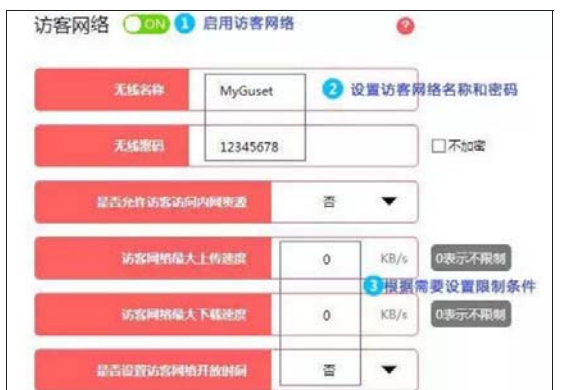 访客网络 ON 1 启用访客网络 ?
无线名称 MyGuset 2 设置访客网络名称和密码
无线密码 12345678 不加密
是否允许访客访问内网资源 否
访客网络最大上传速度 0 KB/s 0表示不限制
3 根据需要设置限制条件
访客网络最大下载速度 0 KB/s 0表示不限制
是否设置访客网络开放时间 否